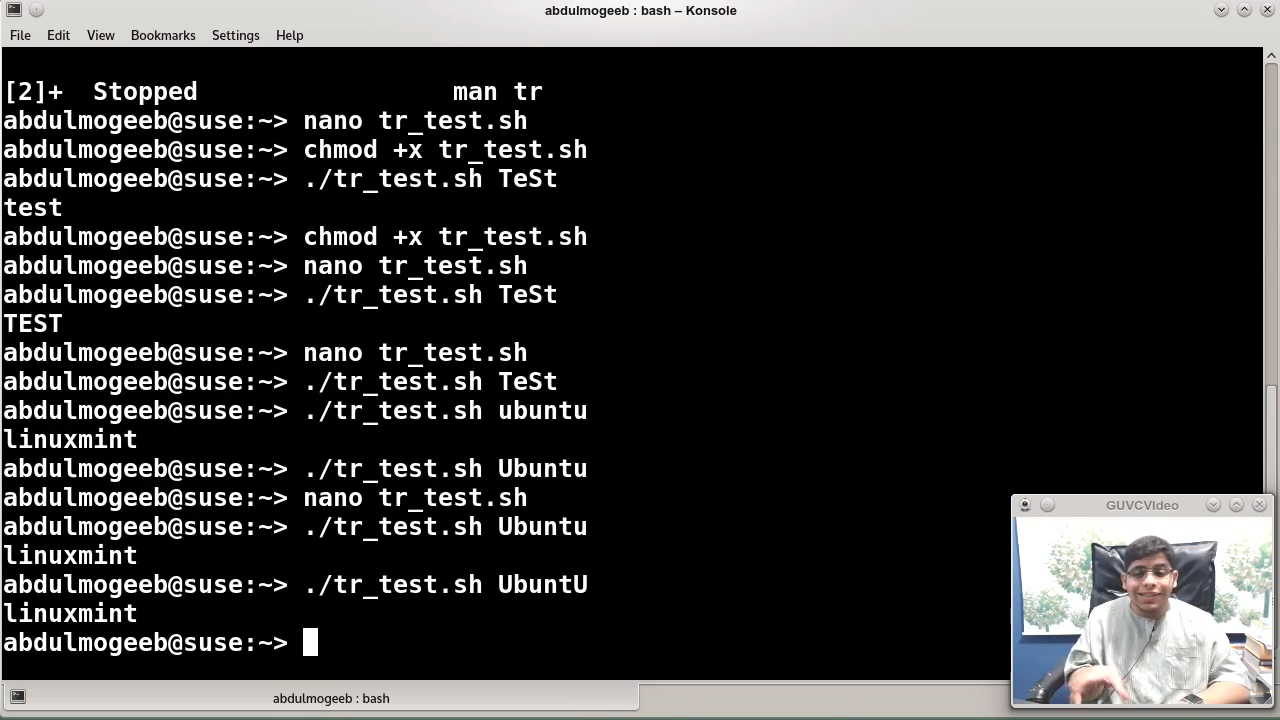 abdulmogeeb : bash – Konsole
File Edit View Bookmarks Settings Help
[2]+  Stopped                 man tr
abdulmogeeb@suse:~> nano tr_test.sh
abdulmogeeb@suse:~> chmod +x tr_test.sh
abdulmogeeb@suse:~> ./tr_test.sh TeSt
test
abdulmogeeb@suse:~> chmod +x tr_test.sh
abdulmogeeb@suse:~> nano tr_test.sh
abdulmogeeb@suse:~> ./tr_test.sh TeSt
TEST
abdulmogeeb@suse:~> nano tr_test.sh
abdulmogeeb@suse:~> ./tr_test.sh TeSt
abdulmogeeb@suse:~> ./tr_test.sh ubuntu
linuxmint
abdulmogeeb@suse:~> ./tr_test.sh Ubuntu
abdulmogeeb@suse:~> nano tr_test.sh
abdulmogeeb@suse:~> ./tr_test.sh Ubuntu
linuxmint
abdulmogeeb@suse:~> ./tr_test.sh UbuntU
linuxmint
abdulmogeeb@suse:~>
GUVCVIdeo
abdulmogeeb : bash